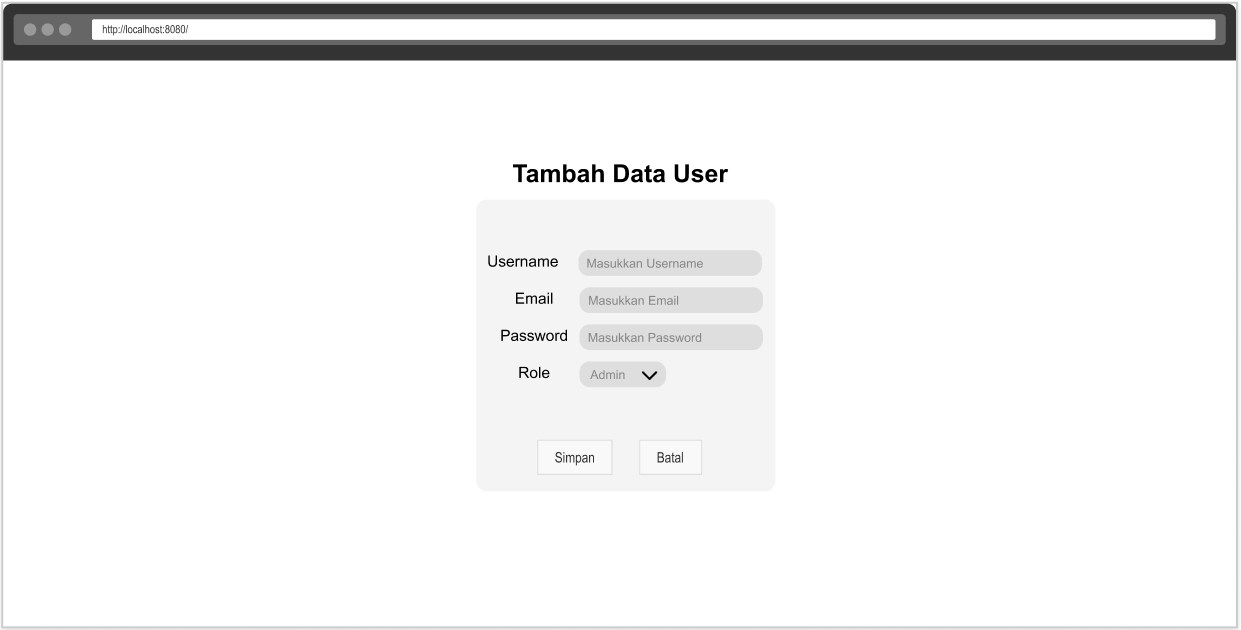 http://localhost:8080/
Tambah Data User
Username Masukkan Username
Email Masukkan Email
Password Masukkan Password
Role Admin
Simpan Batal